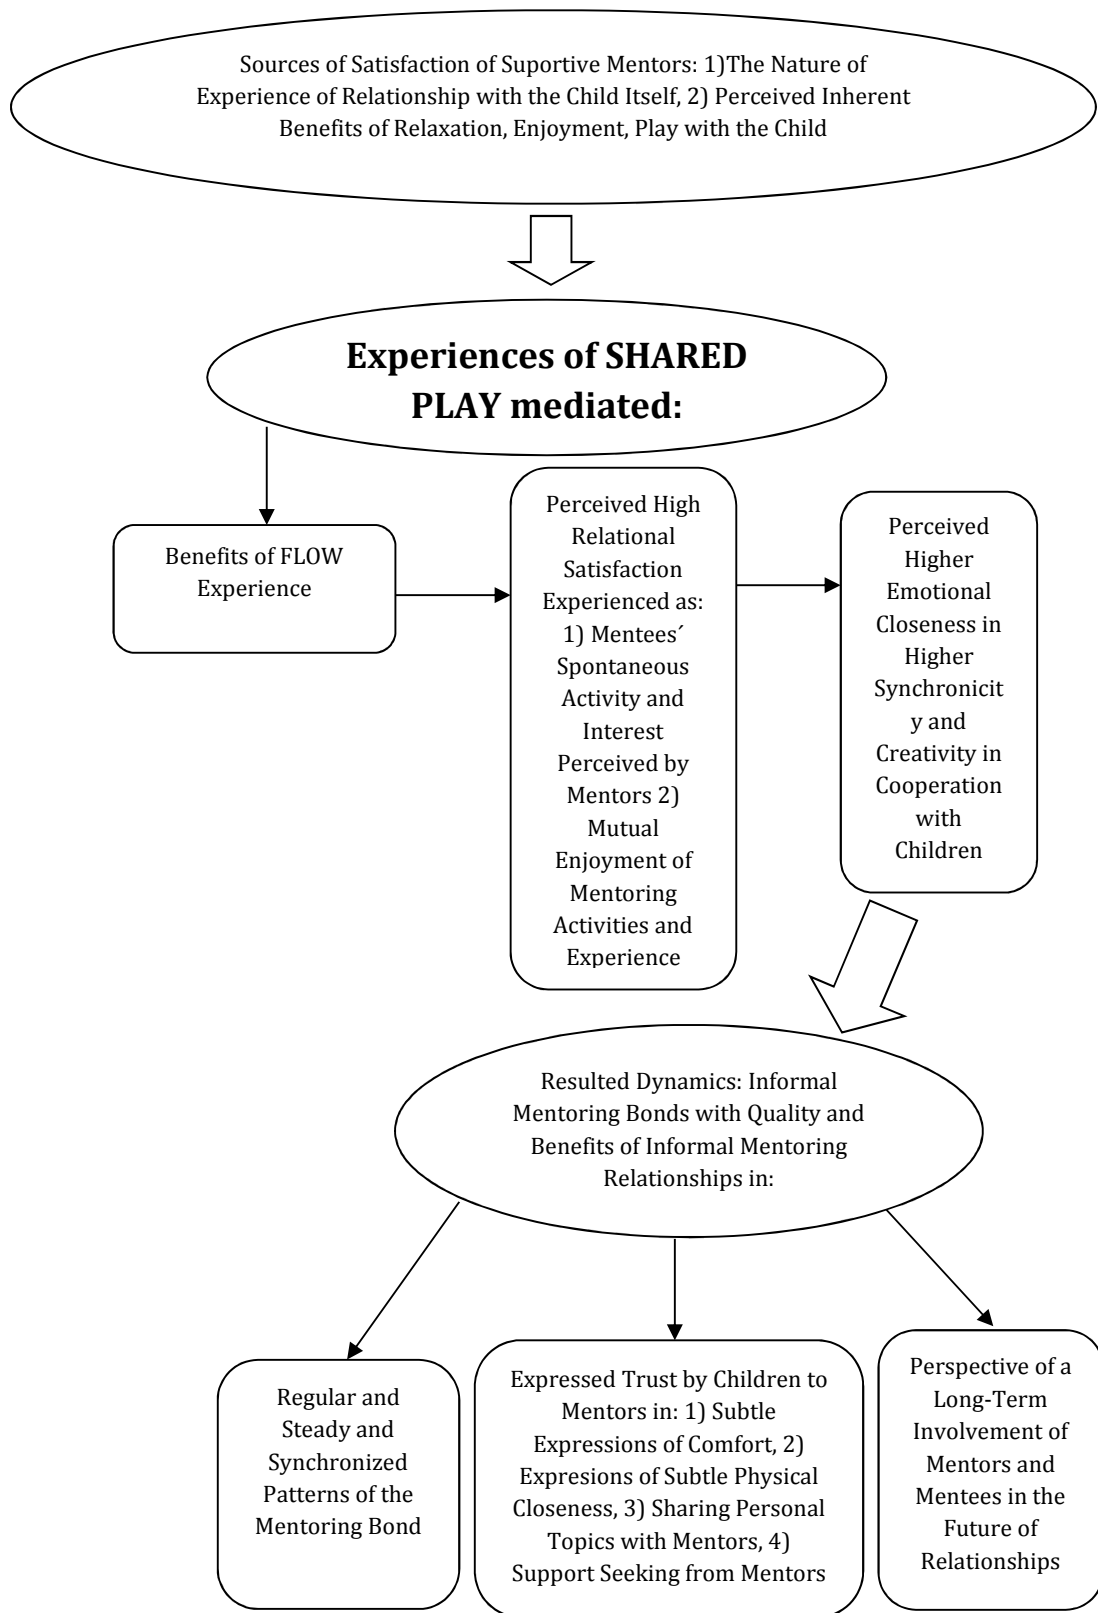 Sources of Satisfaction of Suportive Mentors: 1)The Nature of
Experience of Relationship with the Child Itself, 2) Perceived Inherent
Benefits of Relaxation, Enjoyment, Play with the Child
Experiences of SHARED
PLAY mediated:
Benefits of FLOW
Experience
Perceived High
Relational
Satisfaction
Experienced as:
1) Mentees´
Spontaneous
Activity and
Interest
Perceived by
Mentors 2)
Mutual
Enjoyment of
Mentoring
Activities and
Experience
Perceived
Higher
Emotional
Closeness in
Higher
Synchronicit
y and
Creativity in
Cooperation
with
Children
Resulted Dynamics: Informal
Mentoring Bonds with Quality and
Benefits of Informal Mentoring
Relationships in:
Regular and
Steady and
Synchronized
Patterns of the
Mentoring Bond
Expressed Trust by Children to
Mentors in: 1) Subtle
Expressions of Comfort, 2)
Expresions of Subtle Physical
Closeness, 3) Sharing Personal
Topics with Mentors, 4)
Support Seeking from Mentors
Perspective of a
Long-Term
Involvement of
Mentors and
Mentees in the
Future of
Relationships